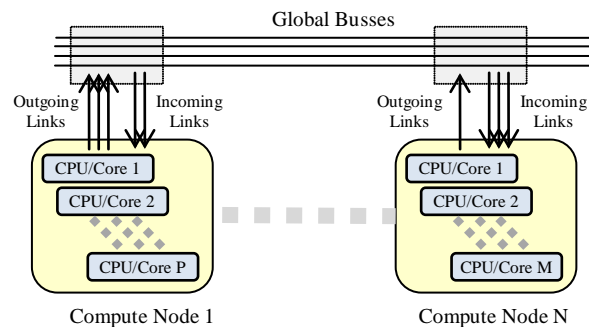 Global Busses
Outgoing
Links
Incoming
Links
Outgoing
Links
Incoming
Links
CPU/Core 1
CPU/Core 2
CPU/Core P
CPU/Core 1
CPU/Core 2
CPU/Core M
Compute Node 1
Compute Node N